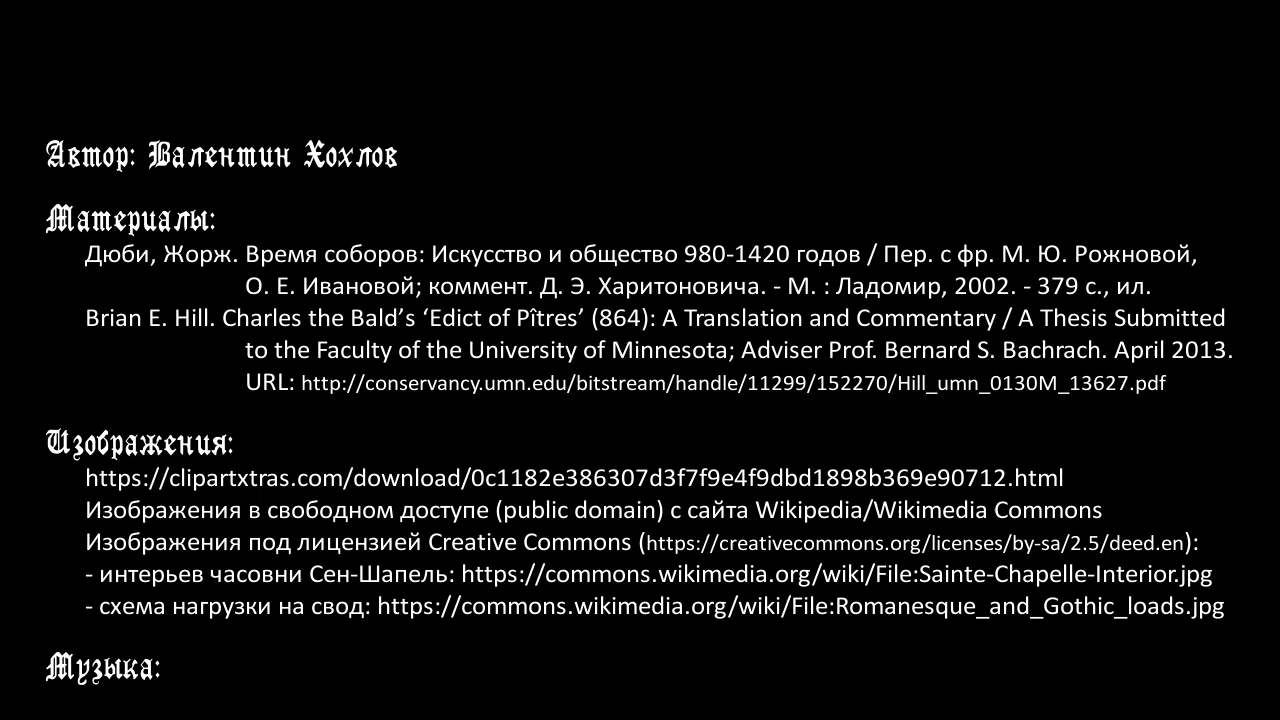 Автор: Валентин Хохлов
Материалы:
Дюби, Жорж. Время соборов: Искусство и общество 980-1420 годов / Пер. с фр. М. Ю. Рожновой,
О. Е. Ивановой; коммент. Д. Э. Харитоновича. - М. : Ладомир, 2002. - 379 с., ил.
Brian E. Hill. Charles the Bald’s ‘Edict of Pîtres’ (864): A Translation and Commentary / A Thesis Submitted
to the Faculty of the University of Minnesota; Adviser Prof. Bernard S. Bachrach. April 2013.
URL: http://conservancy.umn.edu/bitstream/handle/11299/152270/Hill_umn_0130M_13627.pdf
Изображения:
https://clipartxtras.com/download/0c1182e386307d3f7f9e4f9dbd1898b369e90712.html
Изображения в свободном доступе (public domain) с сайта Wikipedia/Wikimedia Commons
Изображения под лицензией Creative Commons (https://creativecommons.org/licenses/by-sa/2.5/deed.en):
- интерьев часовни Сен-Шапель: https://commons.wikimedia.org/wiki/File:Sainte-Chapelle-Interior.jpg
- схема нагрузки на свод: https://commons.wikimedia.org/wiki/File:Romanesque_and_Gothic_loads.jpg
Музыка: